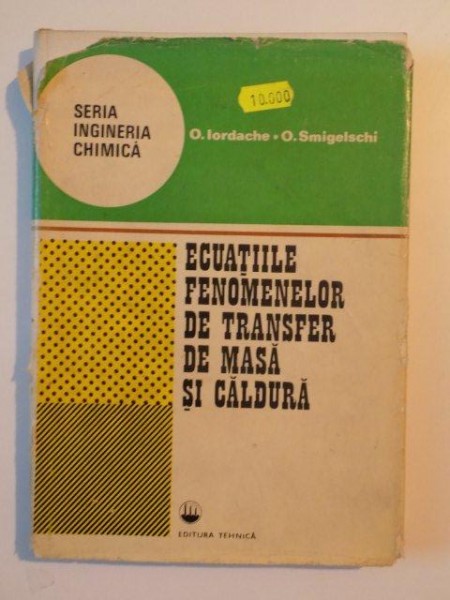 SERIA
INGINERIA
CHIMICĂ
10.000
O. Iordache • O. Smigelschi
ECUAȚIILE
FENOMENELOR
DE TRANSFER
DE MASĂ
ȘI CĂLDURĂ
EDITURA TEHNICĂ